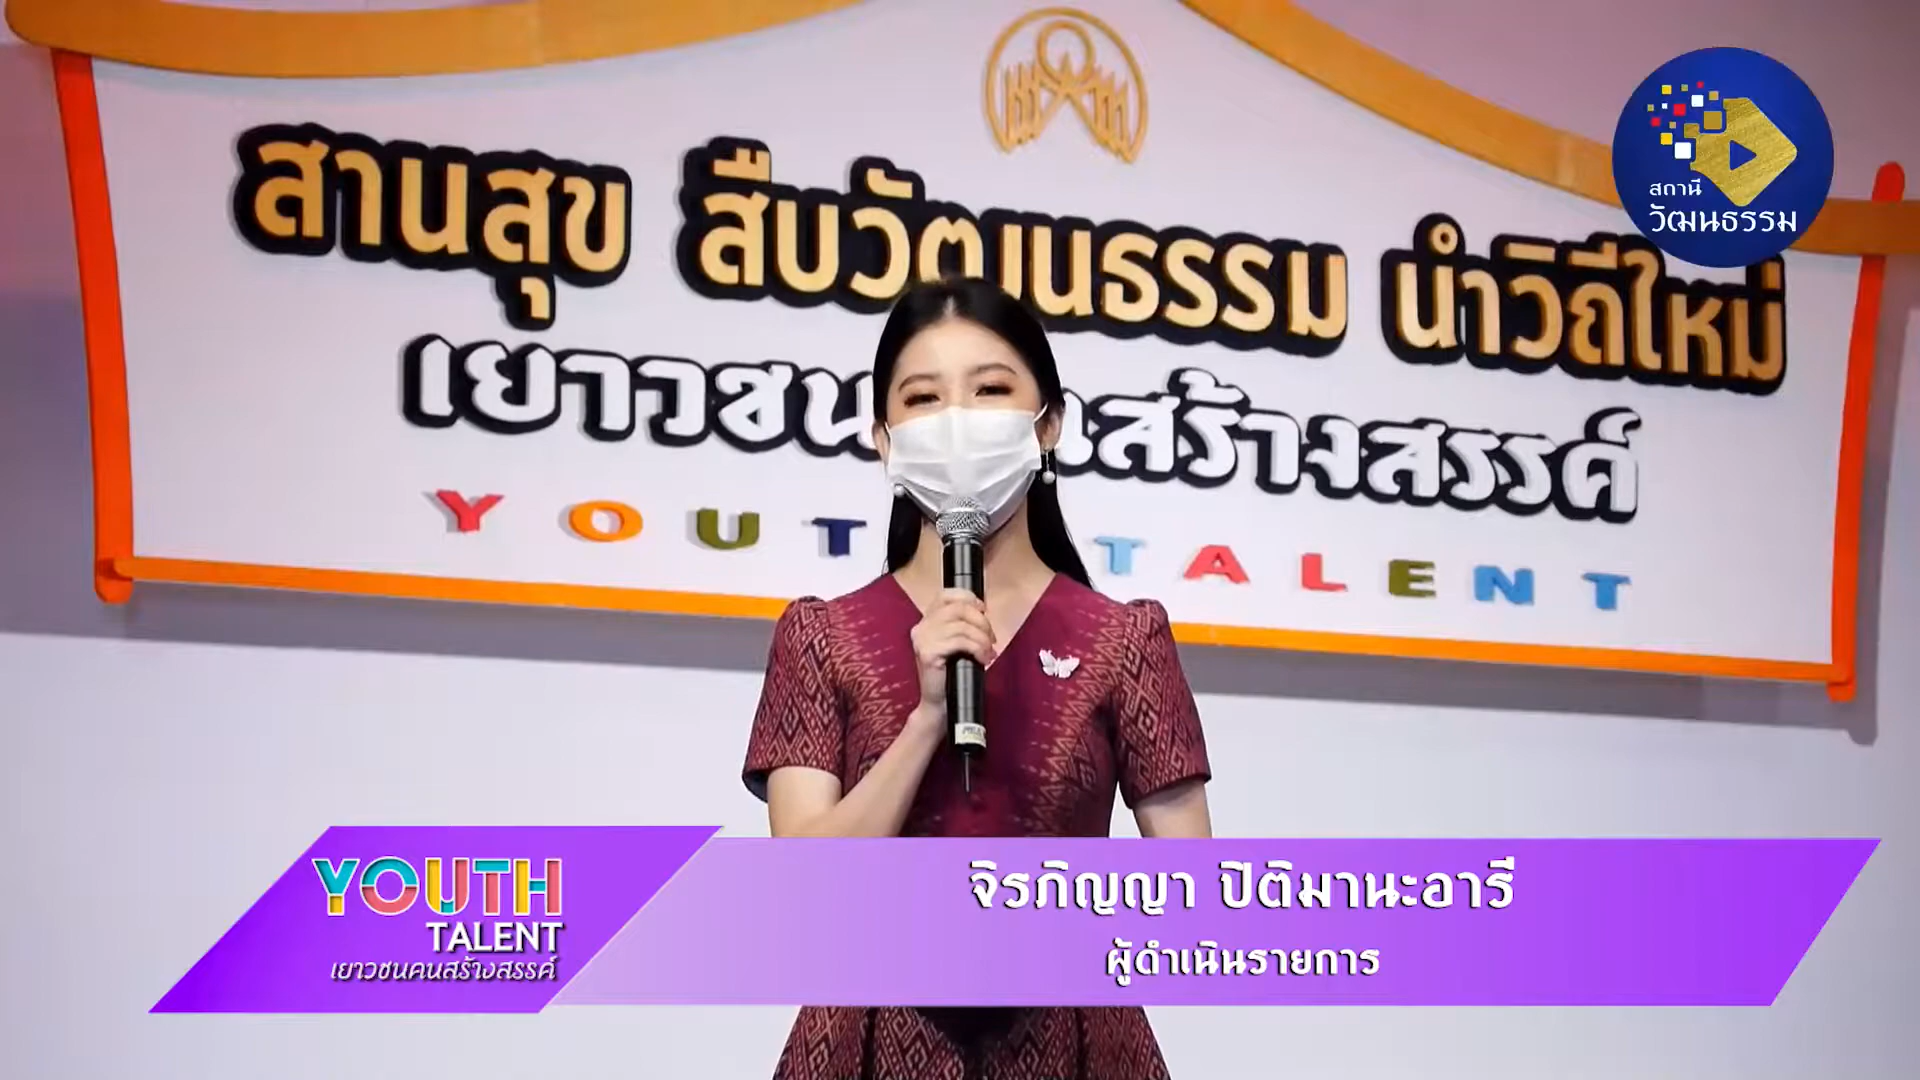 สานสุข สืบวัฒนธรรม นำวิถีใหม่
เยาวชนคนสร้างสรรค์
YOUTH TALENT
สถานี
วัฒนธรรม
YOUTH
TALENT
เยาวชนคนสร้างสรรค์
จิรภิญญา ปิติมานะอารี
ผู้ดำเนินรายการ